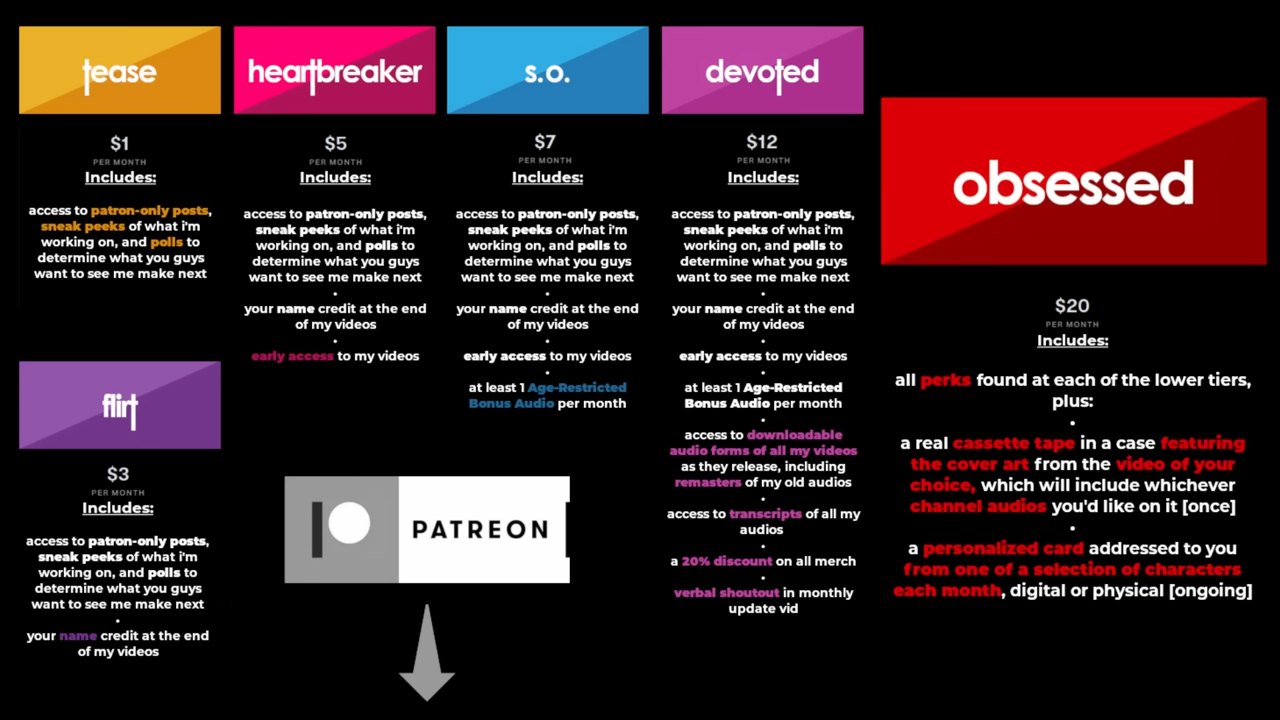 tease
$1
PER MONTH
Includes:
access to patron-only posts,
sneak peeks of what i'm
working on, and polls to
determine what you guys
want to see me make next
flirt
$3
PER MONTH
Includes:
access to patron-only posts,
sneak peeks of what i'm
working on, and polls to
determine what you guys
want to see me make next
•
your name credit at the end
of my videos
heartbreaker
$5
PER MONTH
Includes:
access to patron-only posts,
sneak peeks of what i'm
working on, and polls to
determine what you guys
want to see me make next
•
your name credit at the end
of my videos
•
early access to my videos
s.o.
$7
PER MONTH
Includes:
access to patron-only posts,
sneak peeks of what i'm
working on, and polls to
determine what you guys
want to see me make next
•
your name credit at the end
of my videos
•
early access to my videos
•
at least 1 Age-Restricted
Bonus Audio per month
PATREON
devoted
$12
PER MONTH
Includes:
access to patron-only posts,
sneak peeks of what i'm
working on, and polls to
determine what you guys
want to see me make next
•
your name credit at the end
of my videos
•
early access to my videos
•
at least 1 Age-Restricted
Bonus Audio per month
•
access to downloadable
audio forms of all my videos
as they release, including
remasters of my old audios
•
access to transcripts of all my
audios
•
a 20% discount on all merch
•
verbal shoutout in monthly
update vid
obsessed
$20
PER MONTH
Includes:
all perks found at each of the lower tiers,
plus:
•
a real cassette tape in a case featuring
the cover art from the video of your
choice, which will include whichever
channel audios you'd like on it [once]
•
a personalized card addressed to you
from one of a selection of characters
each month, digital or physical [ongoing]